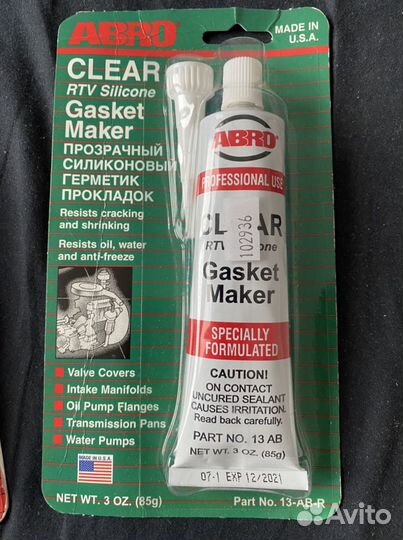 ABRO
MADE IN
U.S.A.
CLEAR
RTV Silicone
Gasket
Maker
ПРОЗРАЧНЫЙ
СИЛИКОНОВЫЙ
ГЕРМЕТИК
ПРОКЛАДОК
Resists cracking
and shrinking
Resists oil, water
and anti-freeze
Valve Covers
Intake Manifolds
Oil Pump Flanges
Transmission Pans
Water Pumps
MADE IN U.S.A.
NET WT. 3 OZ. (85g)
Part No. 13-AB-R
ABRO
PROFESSIONAL USE
CLEAR
RTV Silicone
102936
Gasket
Maker
SPECIALLY
FORMULATED
CAUTION!
ON CONTACT
UNCURED SEALANT
CAUSES IRRITATION.
Read back carefully.
PART NO. 13 AB
NET WT. 3 OZ. (85g)
07-1 EXP 12/2021
Avito